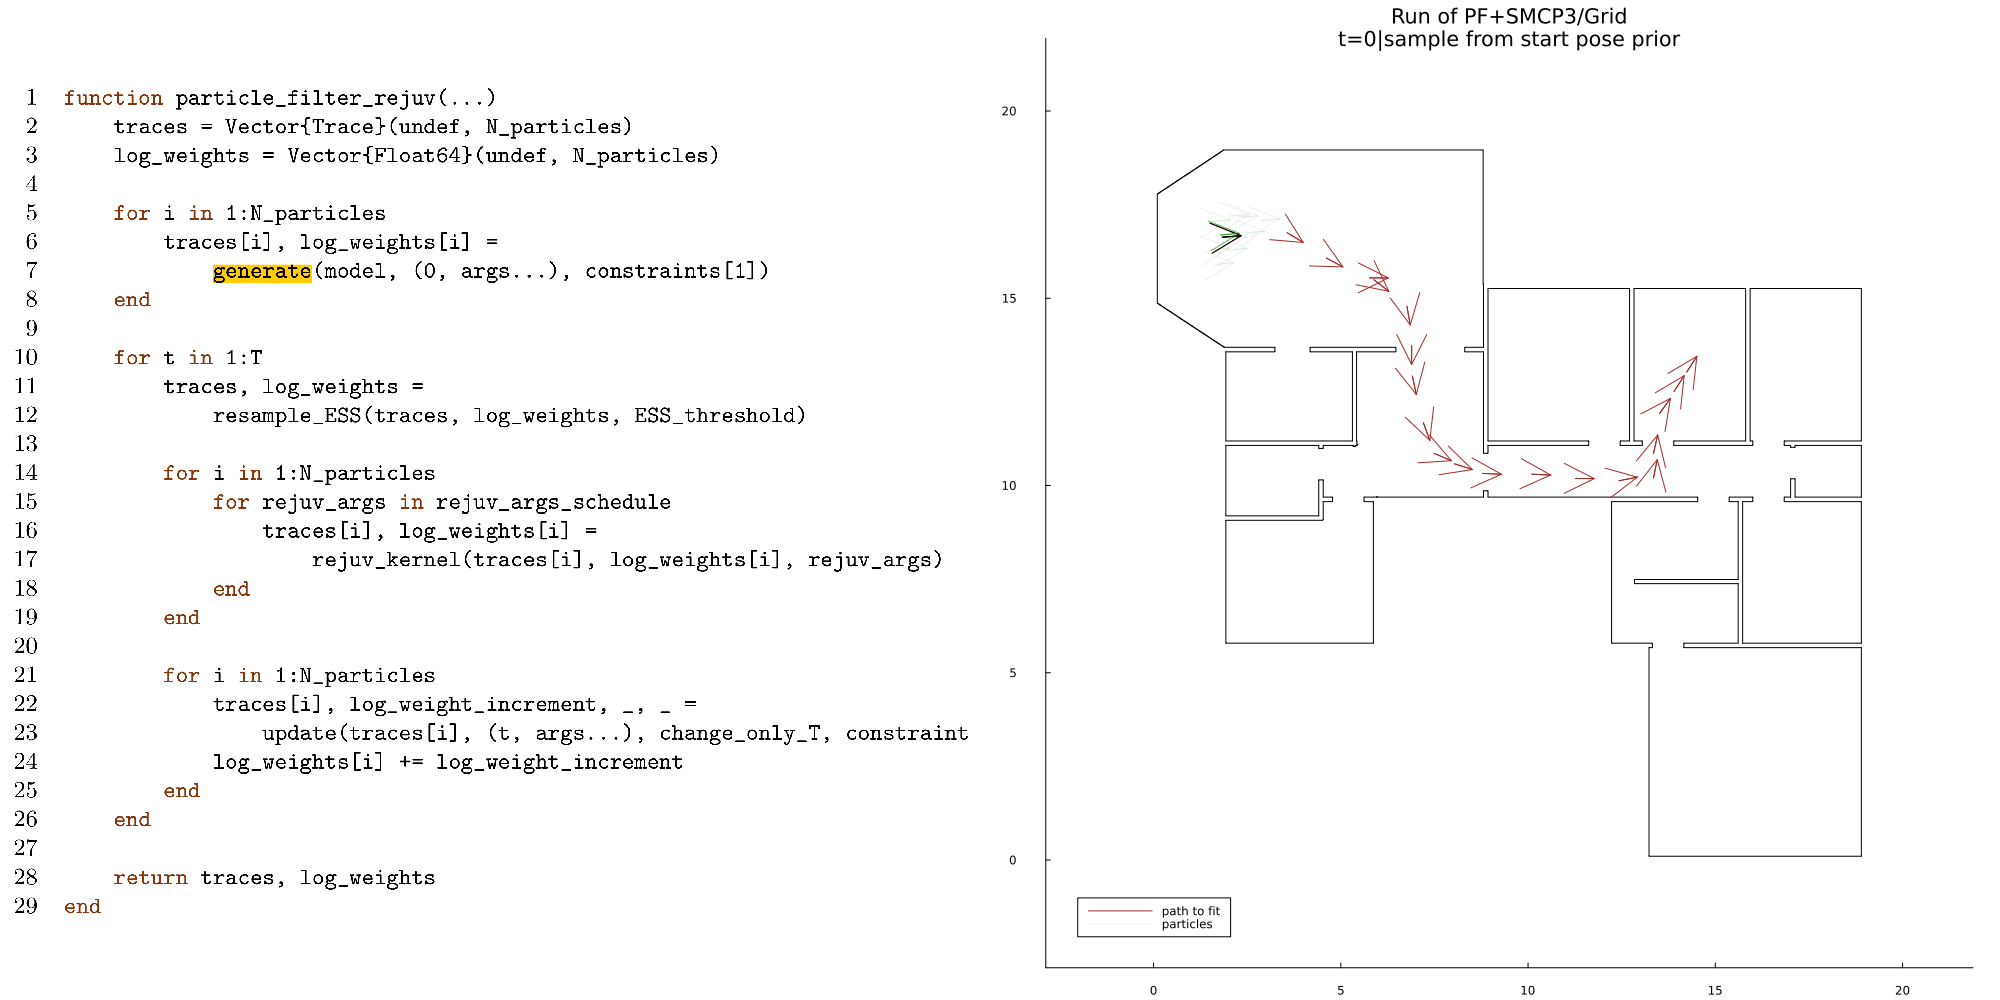 1 function particle_filter_rejuv(...)
2 traces = Vector{Trace}(undef, N_particles)
3 log_weights = Vector{Float64}(undef, N_particles)
4
5 for i in 1:N_particles
6 traces[i], log_weights[i] =
7 generate(model, (0, args...), constraints[1])
8 end
9
10 for t in 1:T
11 traces, log_weights =
12 resample_ESS(traces, log_weights, ESS_threshold)
13
14 for i in 1:N_particles
15 for rejuv_args in rejuv_args_schedule
16 traces[i], log_weights[i] =
17 rejuv_kernel(traces[i], log_weights[i], rejuv_args)
18 end
19 end
20
21 for i in 1:N_particles
22 traces[i], log_weight_increment, _, _ =
23 update(traces[i], (t, args...), change_only_T, constraint
24 log_weights[i] += log_weight_increment
25 end
26 end
27
28 return traces, log_weights
29 end
Run of PF+SMCP3/Grid
t=0|sample from start pose prior
20
15
10
5
0
path to fit
particles
0 5 10 15 20